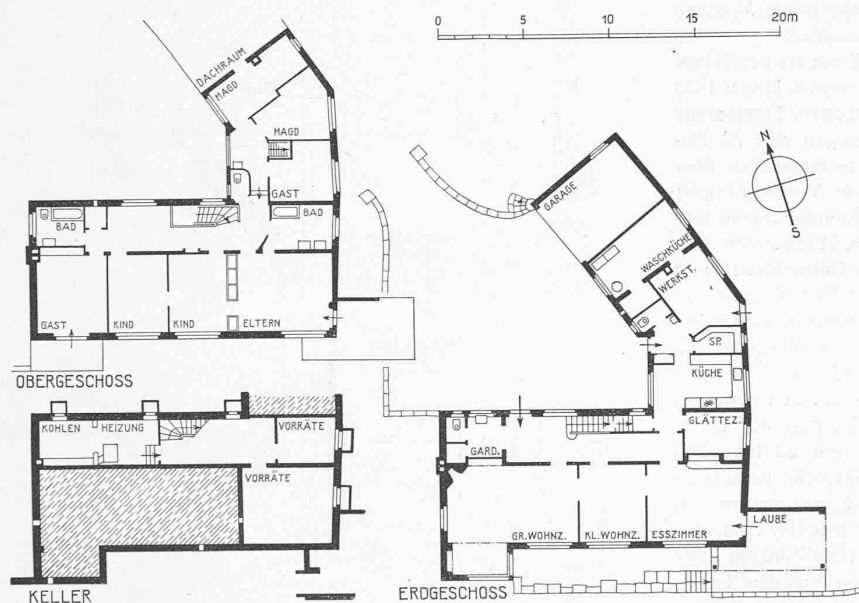 0 5 10 15 20m
DACHRAUM
MAGD
MAGD
GAST
BAD
BAD
GAST
KIND
KIND
ELTERN
OBERGESCHOSS
KOHLEN
HEIZUNG
VORRÄTE
VORRÄTE
KELLER
N
S
GARAGE
WASCHKÜCHE
WERKST.
SP.
KÜCHE
GLÄTTEZ.
GARD.
GR.WOHNZ.
KL.WOHNZ.
ESSZIMMER
LAUBE
ERDGESCHOSS